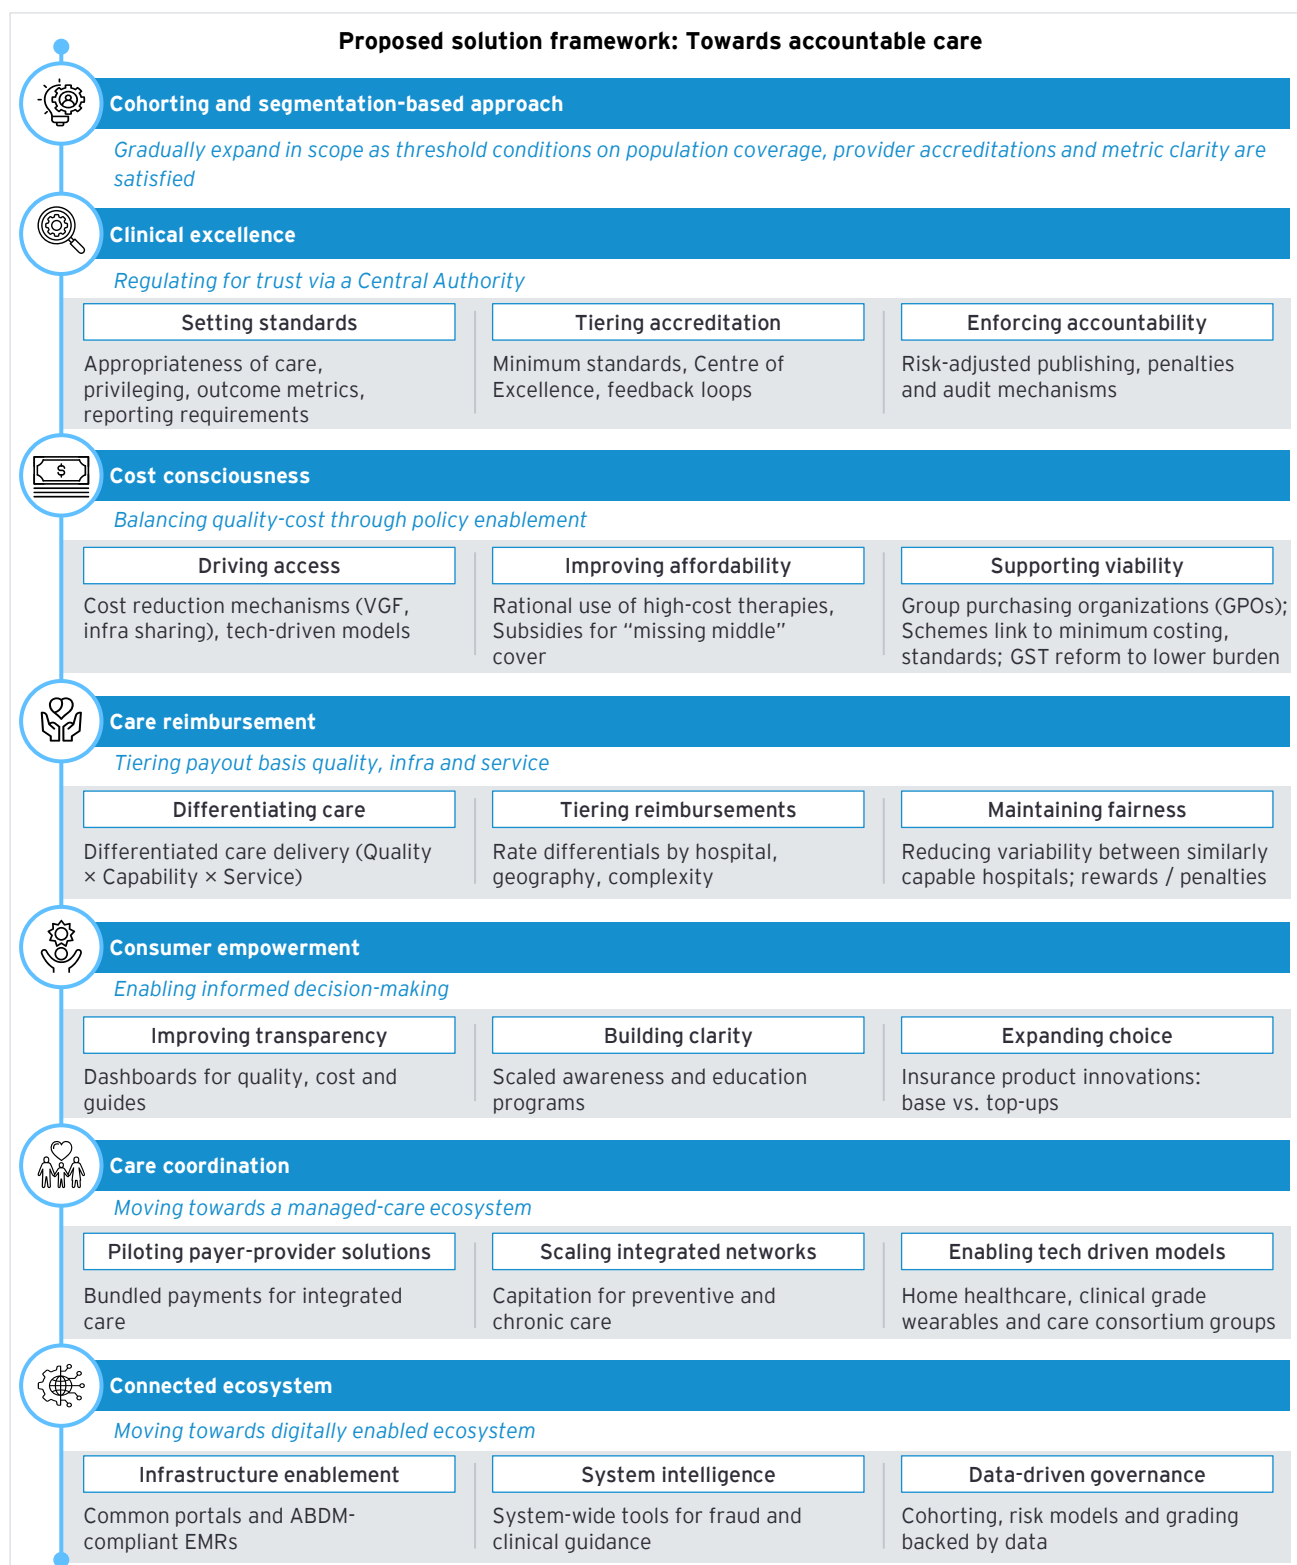 Proposed solution framework: Towards accountable care
Cohorting and segmentation-based approach
Gradually expand in scope as threshold conditions on population coverage, provider accreditations and metric clarity are
satisfied
Clinical excellence
Regulating for trust via a Central Authority
Setting standards
Appropriateness of care,
privileging, outcome metrics,
reporting requirements
Tiering accreditation
Minimum standards, Centre of
Excellence, feedback loops
Enforcing accountability
Risk-adjusted publishing, penalties
and audit mechanisms
$
Cost consciousness
Balancing quality-cost through policy enablement
Driving access
Cost reduction mechanisms (VGF,
infra sharing), tech-driven models
Improving affordability
Rational use of high-cost therapies,
Subsidies for “missing middle”
cover
Supporting viability
Group purchasing organizations (GPOs);
Schemes link to minimum costing,
standards; GST reform to lower burden
Care reimbursement
Tiering payout basis quality, infra and service
Differentiating care
Differentiated care delivery (Quality
× Capability × Service)
Tiering reimbursements
Rate differentials by hospital,
geography, complexity
Maintaining fairness
Reducing variability between similarly
capable hospitals; rewards / penalties
Consumer empowerment
Enabling informed decision-making
Improving transparency
Dashboards for quality, cost and
guides
Building clarity
Scaled awareness and education
programs
Expanding choice
Insurance product innovations:
base vs. top-ups
Care coordination
Moving towards a managed-care ecosystem
Piloting payer-provider solutions
Bundled payments for integrated
care
Scaling integrated networks
Capitation for preventive and
chronic care
Enabling tech driven models
Home healthcare, clinical grade
wearables and care consortium groups
Connected ecosystem
Moving towards digitally enabled ecosystem
Infrastructure enablement
Common portals and ABDM-
compliant EMRs
System intelligence
System-wide tools for fraud and
clinical guidance
Data-driven governance
Cohorting, risk models and grading
backed by data